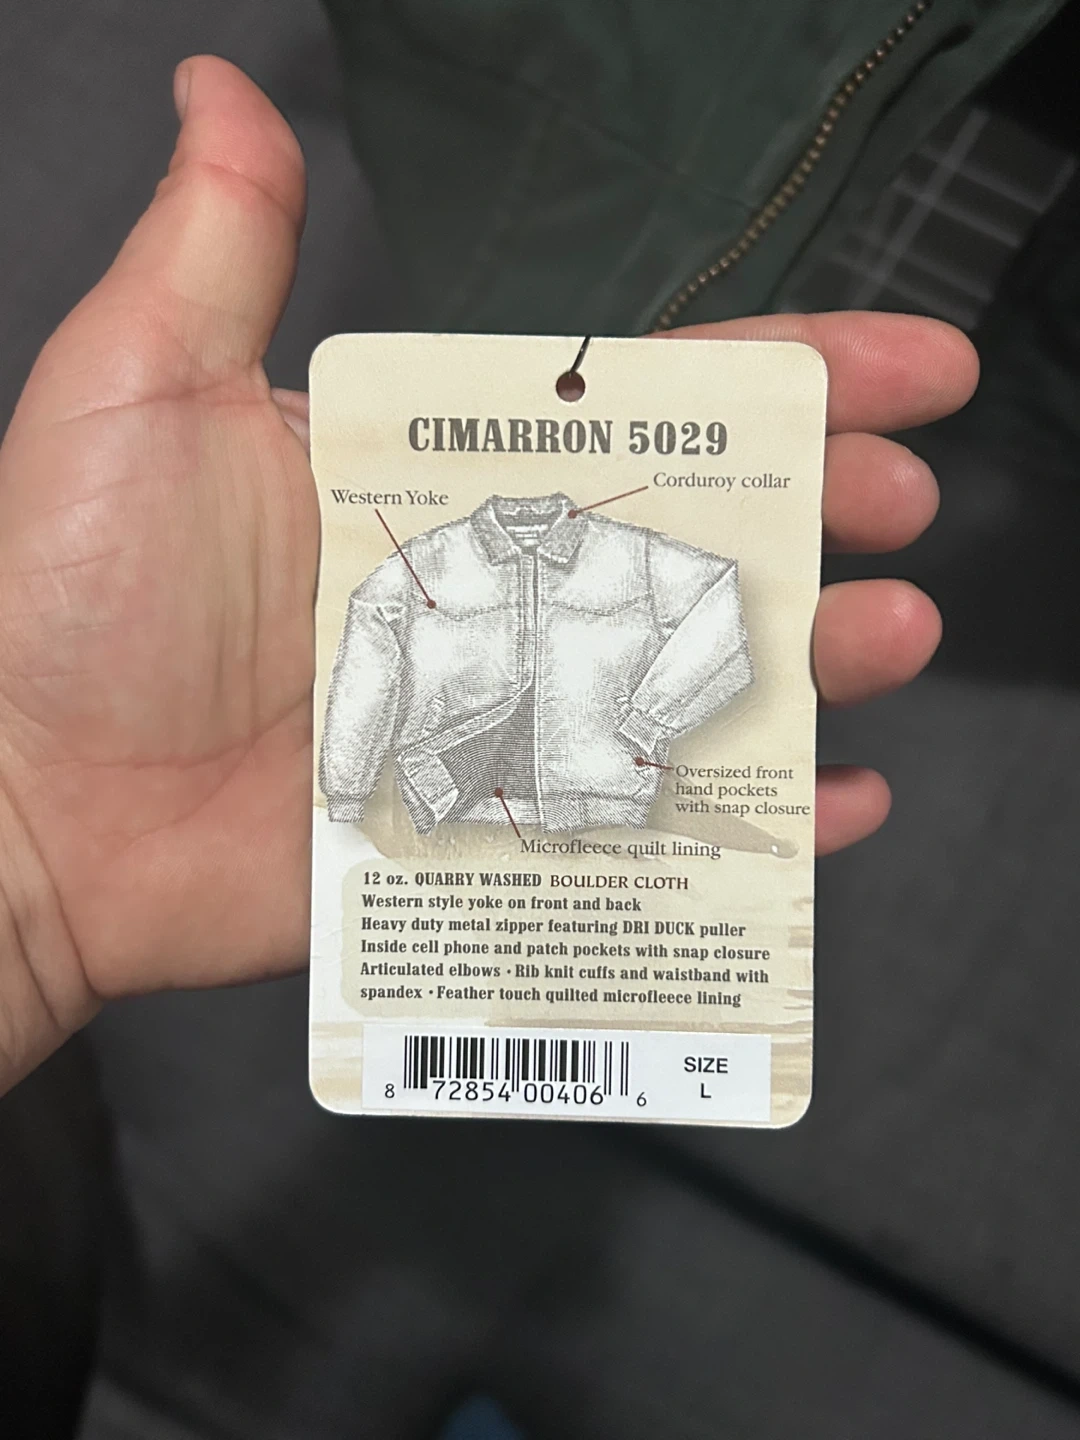 CIMARRON 5029
Western Yoke
Corduroy collar
Oversized front
hand pockets
with snap closure
Microfleece quilt lining
12 oz. QUARRY WASHED BOULDER CLOTH
Western style yoke on front and back
Heavy duty metal zipper featuring DRI DUCK puller
Inside cell phone and patch pockets with snap closure
Articulated elbows • Rib knit cuffs and waistband with
spandex • Feather touch quilted microfleece lining
SIZE
L
8 72854 00406 6